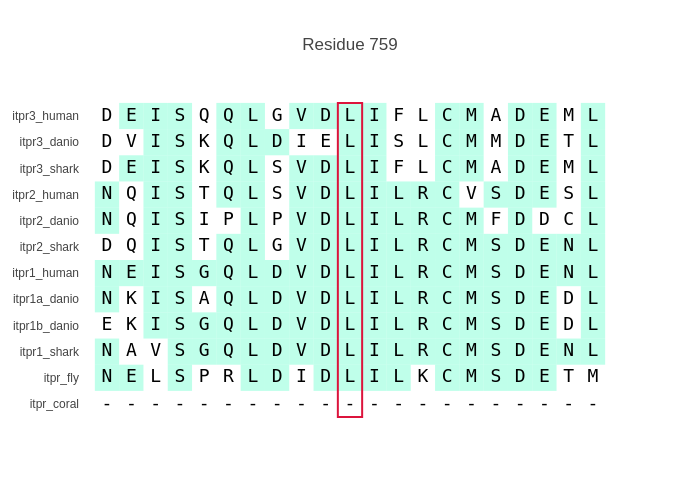 Residue 759
itpr3_human D E I S Q Q L G V D L I F L C M A D E M L
itpr3_danio D V I S K Q L D I E L I S L C M M D E T L
itpr3_shark D E I S K Q L S V D L I F L C M A D E M L
itpr2_human N Q I S T Q L S V D L I L R C V S D E S L
itpr2_danio N Q I S I P L P V D L I L R C M F D D C L
itpr2_shark D Q I S T Q L G V D L I L R C M S D E N L
itpr1_human N E I S G Q L D V D L I L R C M S D E N L
itpr1a_danio N K I S A Q L D V D L I L R C M S D E D L
itpr1b_danio E K I S G Q L D V D L I L R C M S D E D L
itpr1_shark N A V S G Q L D V D L I L R C M S D E N L
itpr_fly N E L S P R L D I D L I L K C M S D E T M
itpr_coral - - - - - - - - - - - - - - - - - - - - -